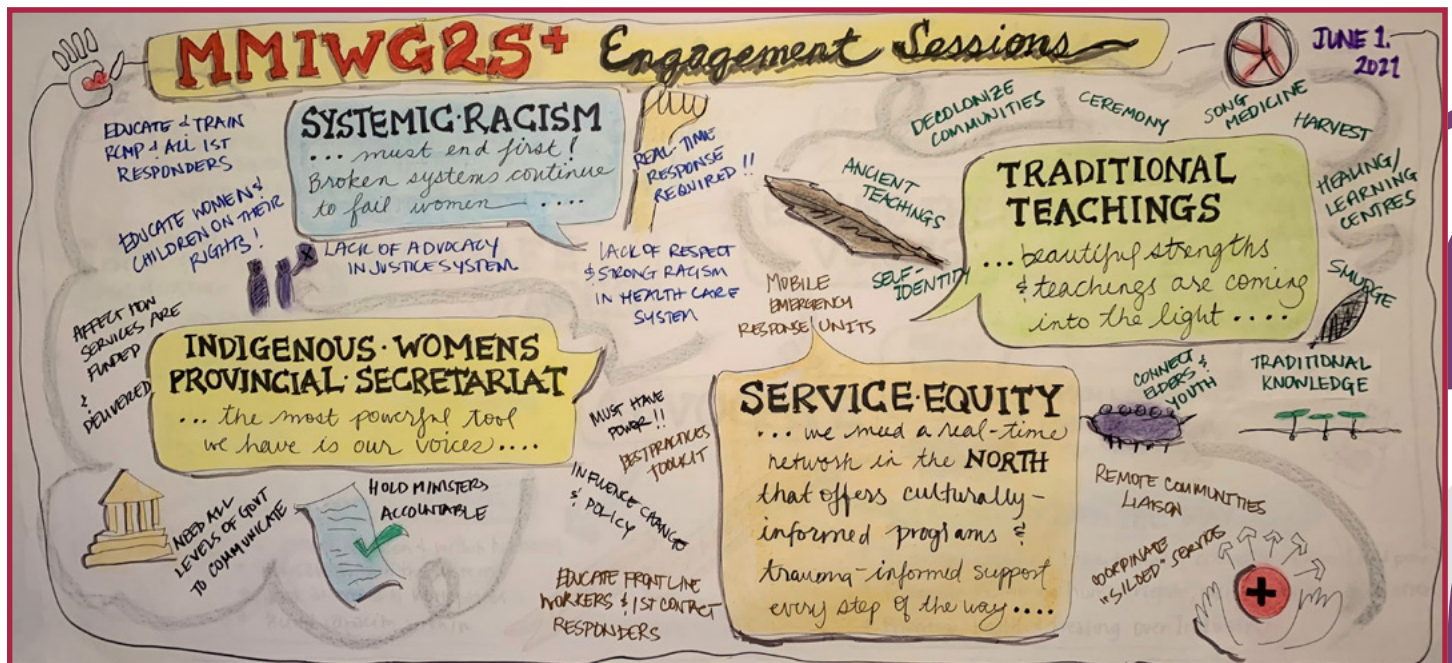 MMIWG2S+ Engagement Sessions
JUNE 1.
2021
EDUCATE & TRAIN
RCMP & ALL 1ST
RESPONDERS
SYSTEMIC·RACISM
... must end first!
Broken systems continue
to fail women ....
REAL-TIME
RESPONSE
REQUIRED!!
EDUCATE WOMEN &
CHILDREN ON THEIR
RIGHTS!
LACK OF ADVOCACY
IN JUSTICE SYSTEM
LACK OF RESPECT
& STRONG RACISM
IN HEALTH CARE
SYSTEM
DECOLONIZE
COMMUNITIES
CEREMONY
SONG
MEDICINE
HARVEST
HEALING/
LEARNING
CENTRES
ANCIENT
TEACHINGS
SELF-
IDENTITY
TRADITIONAL
TEACHINGS
... beautiful strengths
& teachings are coming
into the light ....
SMUDGE
CONNECT
ELDERS &
YOUTH
TRADITIONAL
KNOWLEDGE
AFFECT HOW
SERVICES ARE
FUNDED
&
DELIVERED
INDIGENOUS·WOMENS
PROVINCIAL·SECRETARIAT
... the most powerful tool
we have is our voices ....
MUST HAVE
POWER!!
INFLUENCE CHANGE
& POLICY
NEED ALL
LEVELS OF GOVT
TO COMMUNICATE
HOLD MINISTERS
ACCOUNTABLE
MOBILE
EMERGENCY
RESPONSE UNITS
SERVICE·EQUITY
... we need a real-time
network in the NORTH
that offers culturally-
informed programs &
trauma-informed support
every step of the way ....
BEST PRACTICES
TOOLKIT
EDUCATE FRONT LINE
WORKERS & 1ST CONTACT
RESPONDERS
REMOTE COMMUNITIES
LIAISON
COORDINATE
"SILOED" SERVICE